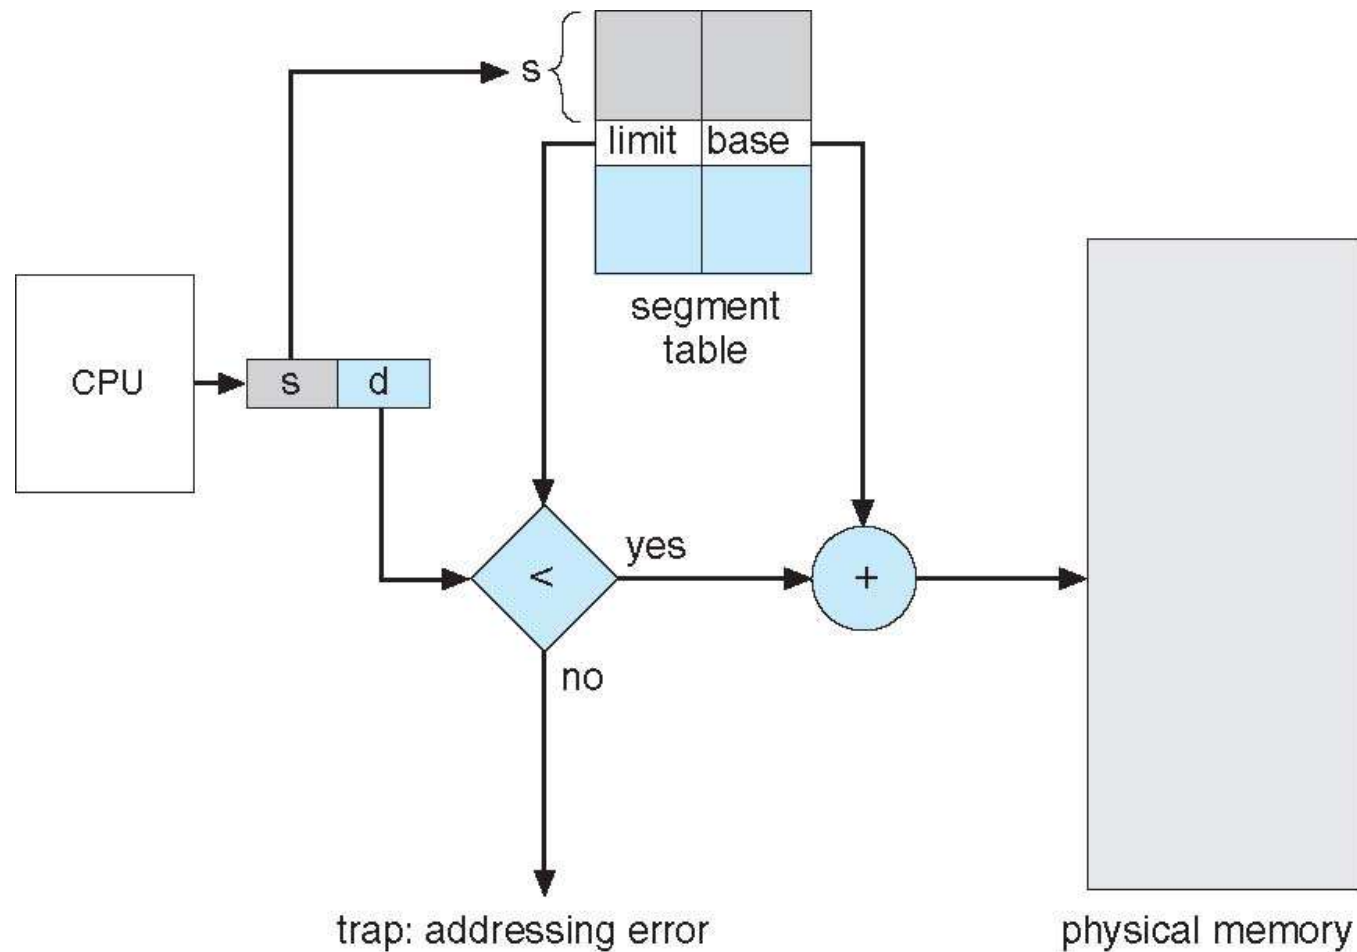 s
limit base
segment
table
CPU
s d
<
yes
+
no
trap: addressing error
physical memory